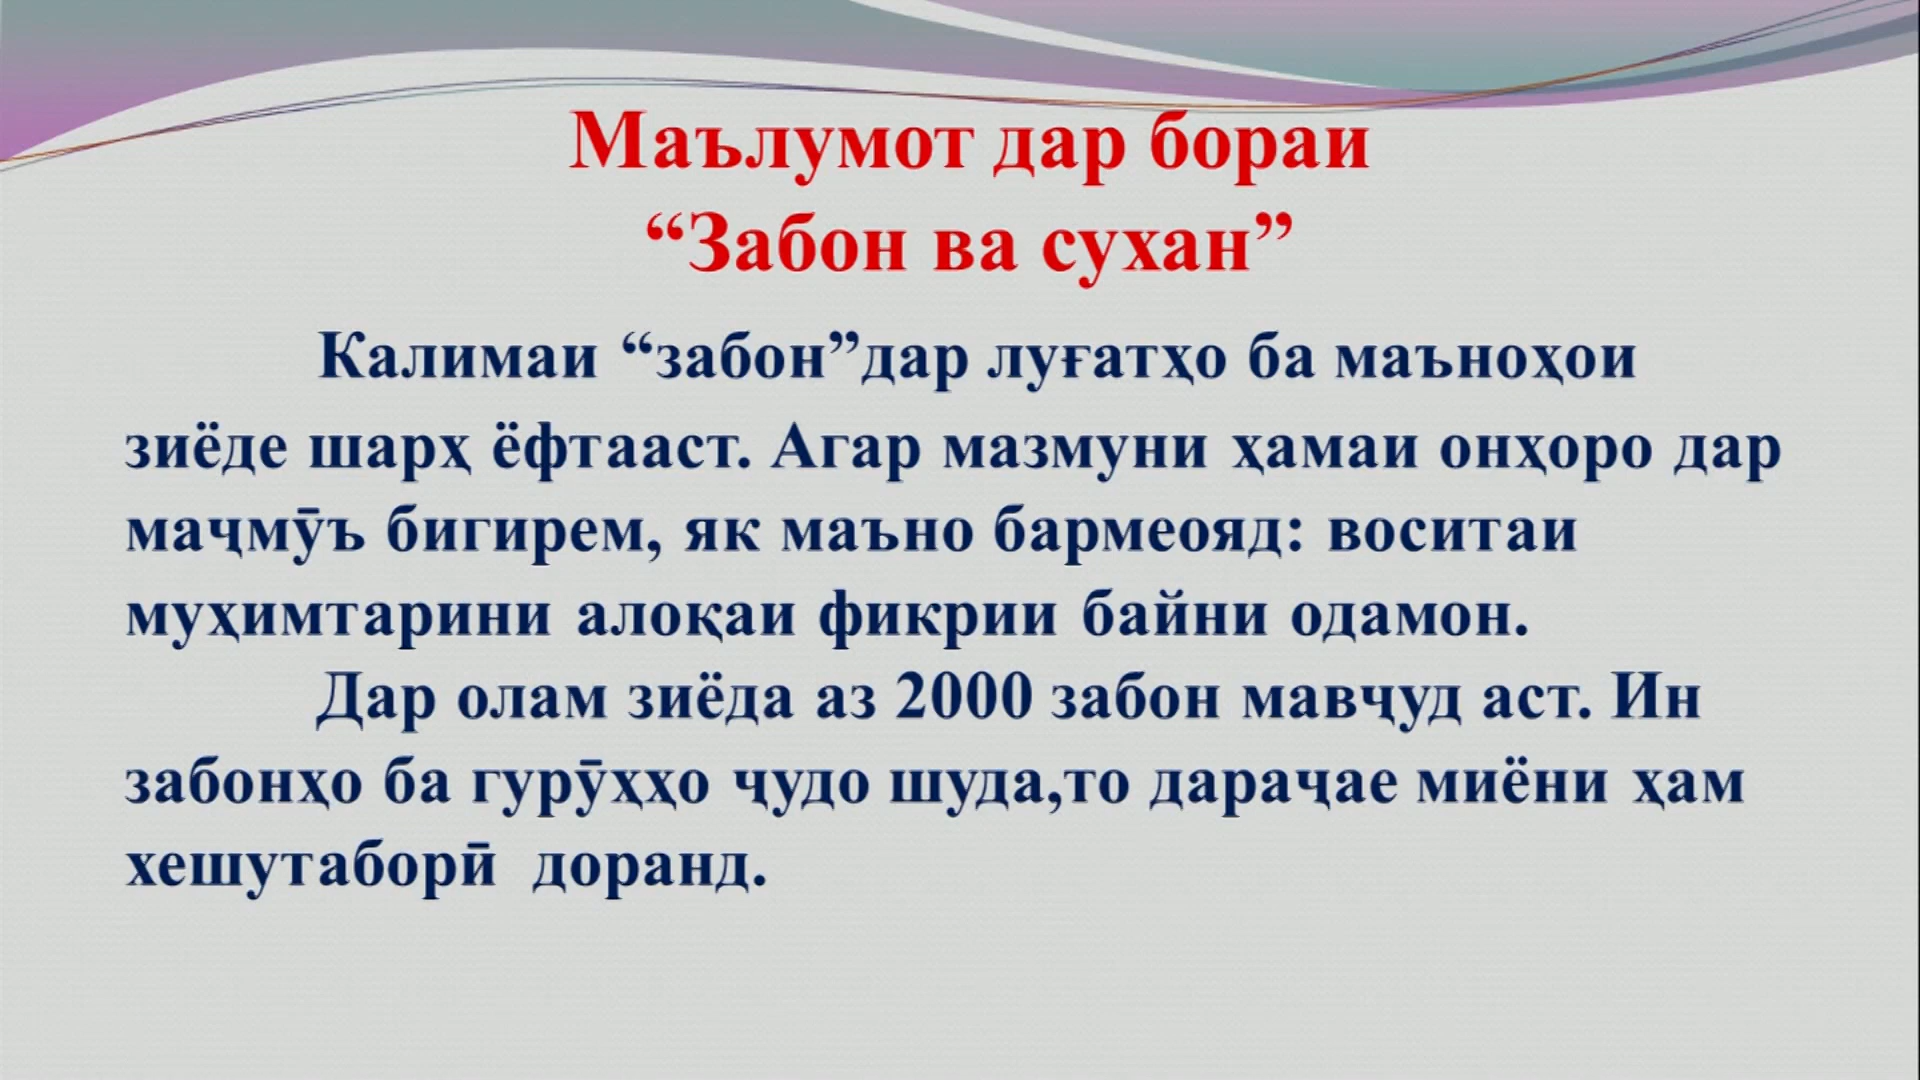 Маълумот дар бораи
“Забон ва сухан”
Калимаи “забон”дар луғатҳо ба маъноҳои
зиёде шарҳ ёфтааст. Агар мазмуни ҳамаи онҳоро дар
маҷмӯъ бигирем, як маъно бармеояд: воситаи
муҳимтарини алоқаи фикрии байни одамон.
Дар олам зиёда аз 2000 забон мавҷуд аст. Ин
забонҳо ба гурӯҳҳо ҷудо шуда,то дараҷае миёни ҳам
хешутаборӣ доранд.